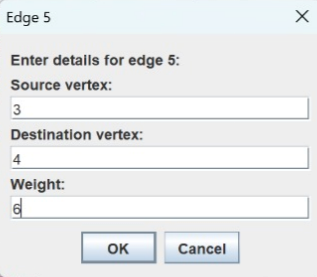 Edge 5
Enter details for edge 5:
Source vertex:
3
Destination vertex:
4
Weight:
6
OK Cancel